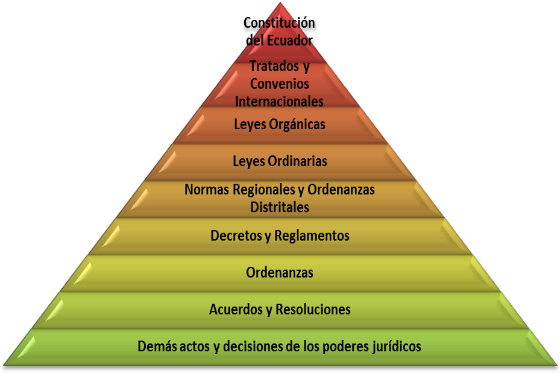 Constitución
del Ecuador
Tratados y
Convenios
Internacionales
Leyes Orgánicas
Leyes Ordinarias
Normas Regionales y Ordenanzas
Distritales
Decretos y Reglamentos
Ordenanzas
Acuerdos y Resoluciones
Demás actos y decisiones de los poderes jurídicos